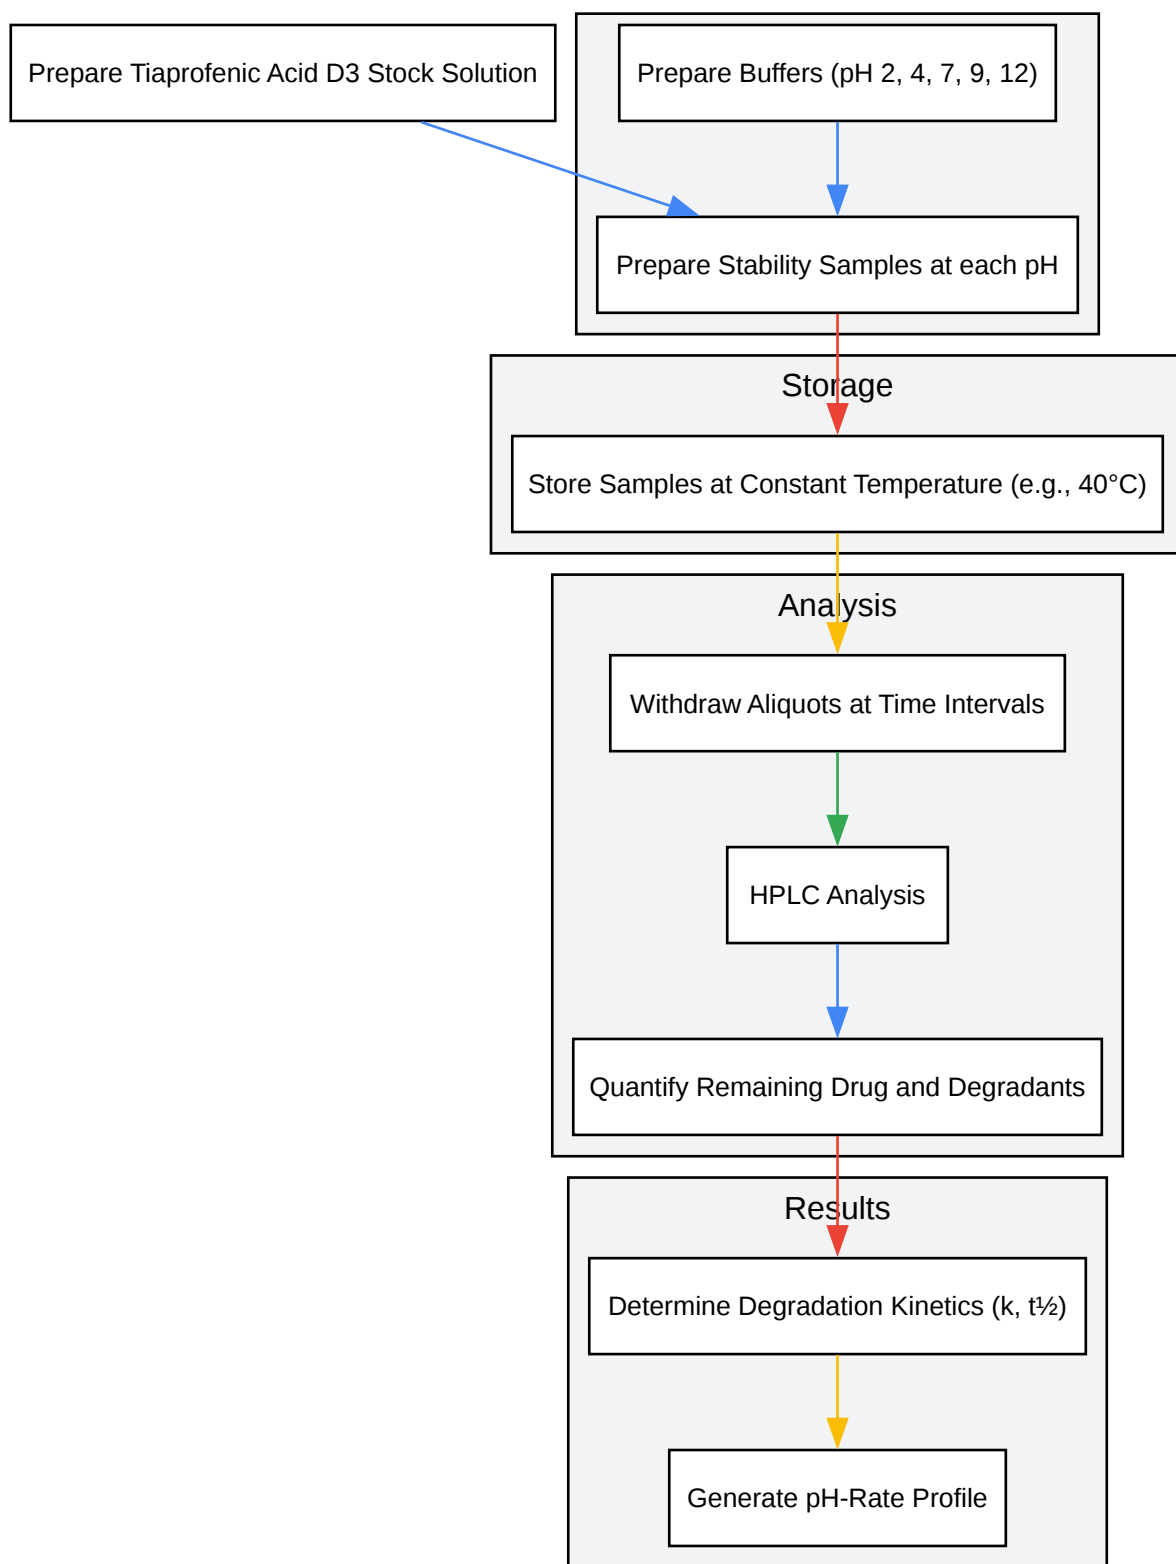 Prepare Tiaprofenic Acid D3 Stock Solution
Prepare Buffers (pH 2, 4, 7, 9, 12)
Prepare Stability Samples at each pH
Storage
Store Samples at Constant Temperature (e.g., 40°C)
Analysis
Withdraw Aliquots at Time Intervals
HPLC Analysis
Quantify Remaining Drug and Degradants
Results
Determine Degradation Kinetics (k, t½)
Generate pH-Rate Profile